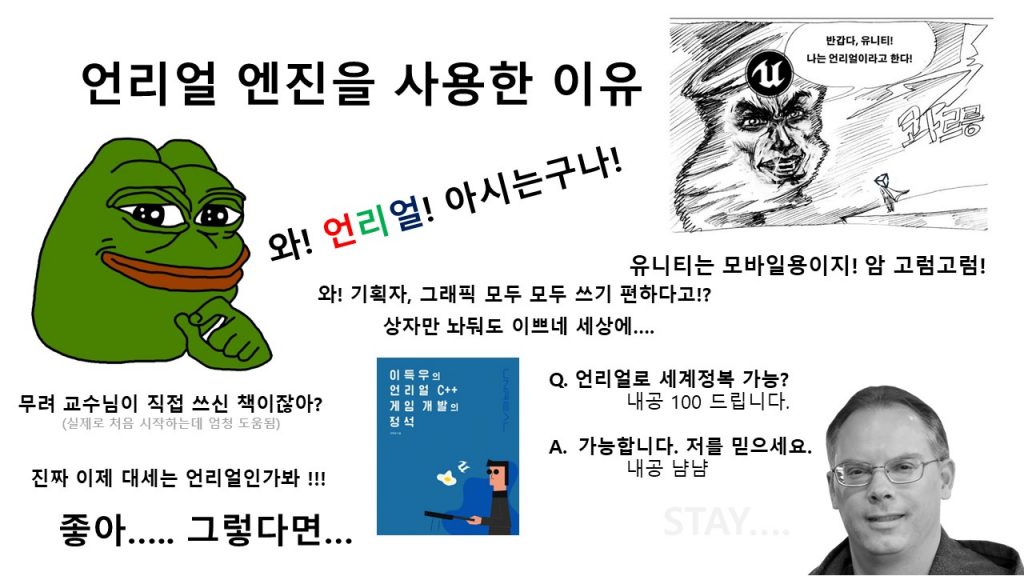 언리얼 엔진을 사용한 이유
반갑다, 유니티!
나는 언리얼이라고 한다!
콰르릉
와! 언리얼! 아시는구나!
유니티는 모바일용이지! 암 고럼고럼!
와! 기획자, 그래픽 모두 모두 쓰기 편하다고!?
상자만 놔둬도 이쁘네 세상에....
이득우의
언리얼 C++
게임 개발의
정석
UNREAL
무려 교수님이 직접 쓰신 책이잖아?
(실제로 처음 시작하는데 엄청 도움됨)
진짜 이제 대세는 언리얼인가봐 !!!
좋아..... 그렇다면...
Q. 언리얼로 세계정복 가능?
내공 100 드립니다.
A. 가능합니다. 저를 믿으세요.
내공 냠냠
STAY....